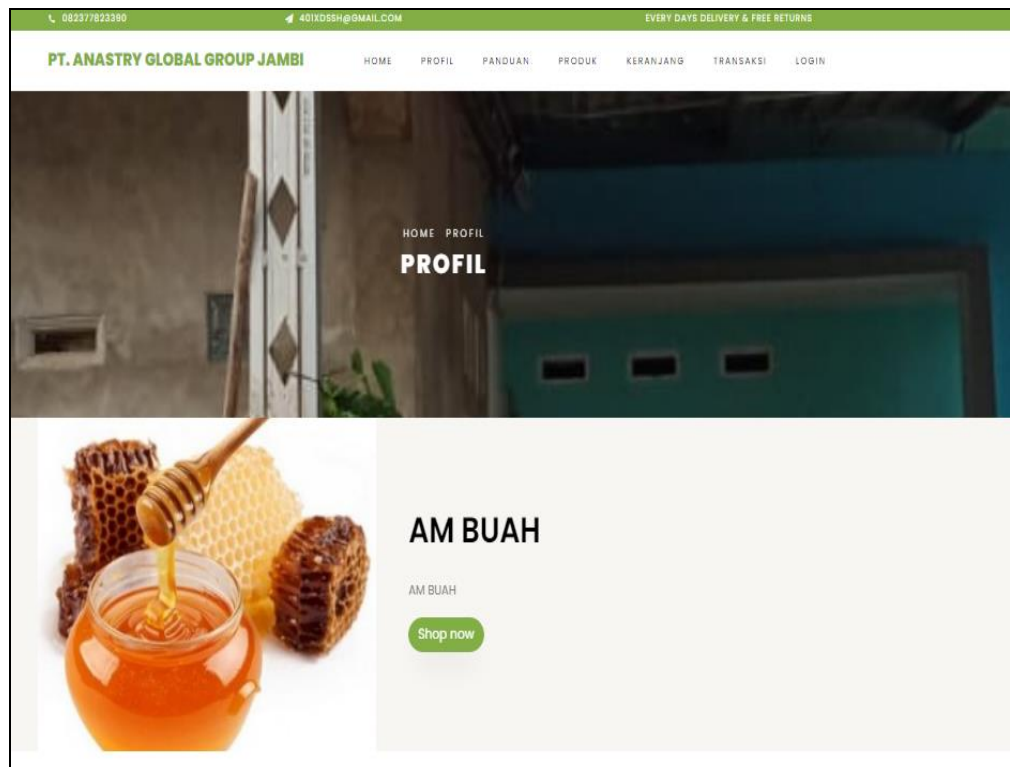 082377823390 401XDSSH@GMAIL.COM EVERY DAYS DELIVERY & FREE RETURNS
PT. ANASTRY GLOBAL GROUP JAMBI HOME PROFIL PANDUAN PRODUK KERANJANG TRANSAKSI LOGIN
HOME PROFIL
PROFIL
AM BUAH
AM BUAH
Shop now